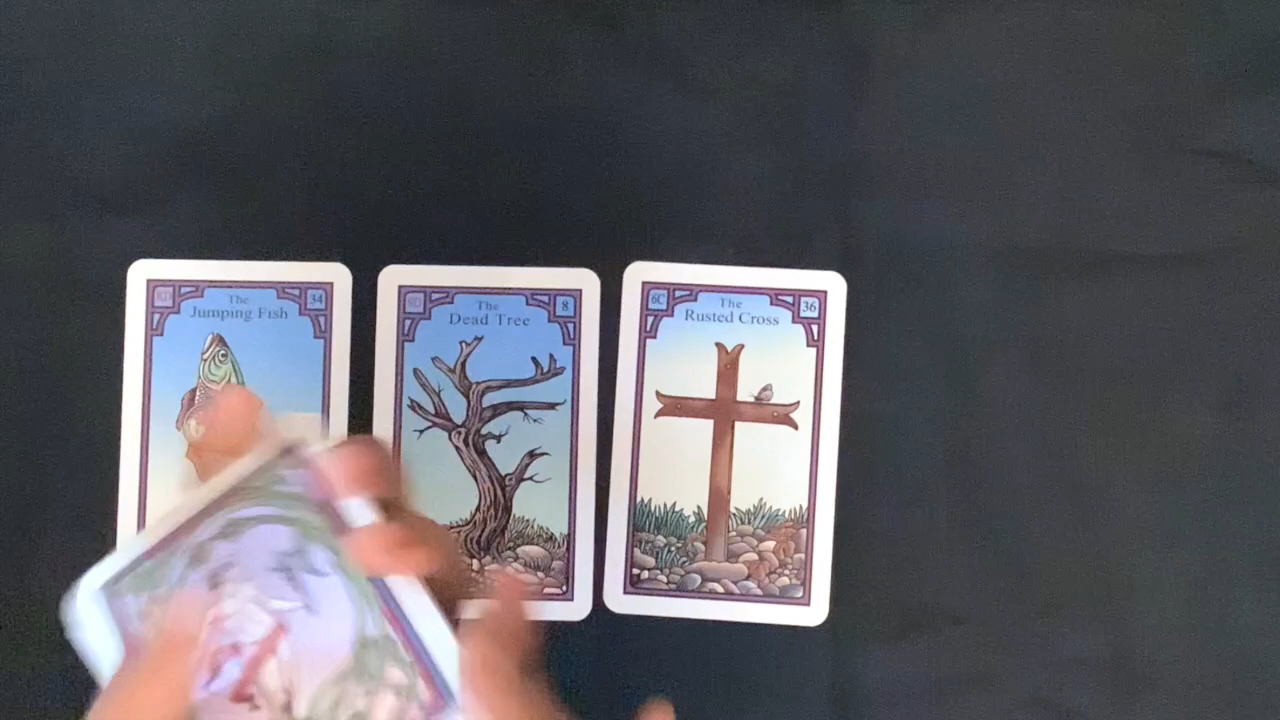 The 34
Jumping Fish
The 8
Dead Tree
6C The 36
Rusted Cross